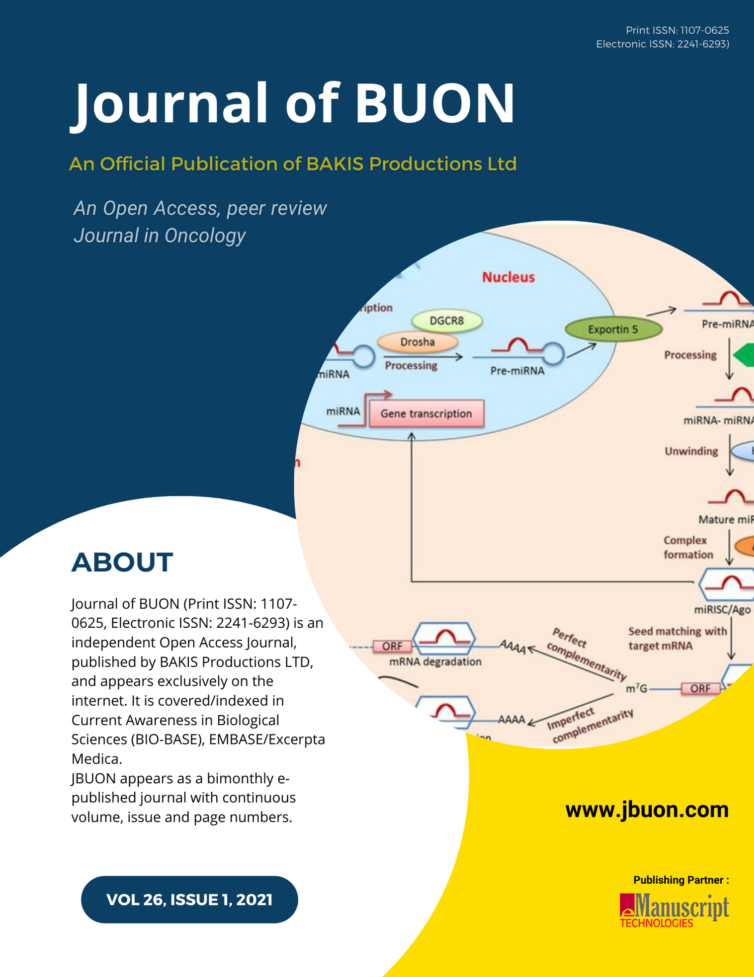 Print ISSN: 1107-0625
Electronic ISSN: 2241-6293)
Journal of BUON
An Official Publication of BAKIS Productions Ltd
An Open Access, peer review
Journal in Oncology
Nucleus
DGCR8
Drosha
Processing
Pre-miRNA
Exportin 5
Pre-miRNA
Processing
miRNA
Gene transcription
miRNA- miRNA
Unwinding
Mature
Complex
formation
miRISC/Ago
Seed matching with
target mRNA
ORF
AAAA
mRNA degradation
Perfect
complementarity
m⁷G
ORF
AAAA
Imperfect
complementarity
ABOUT
Journal of BUON (Print ISSN: 1107-
0625, Electronic ISSN: 2241-6293) is an
independent Open Access Journal,
published by BAKIS Productions LTD,
and appears exclusively on the
internet. It is covered/indexed in
Current Awareness in Biological
Sciences (BIO-BASE), EMBASE/Excerpta
Medica.
JBUON appears as a bimonthly e-
published journal with continuous
volume, issue and page numbers.
www.jbuon.com
VOL 26, ISSUE 1, 2021
Publishing Partner :
eManuscript
TECHNOLOGIES